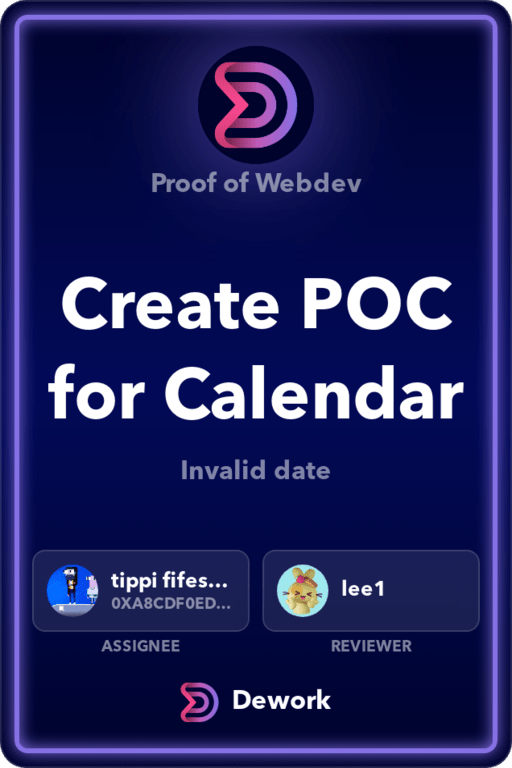 Proof of Webdev
Create POC
for Calendar
Invalid date
tippi fifes...
0XA8CDF0ED...
lee1
ASSIGNEE
REVIEWER
Dework